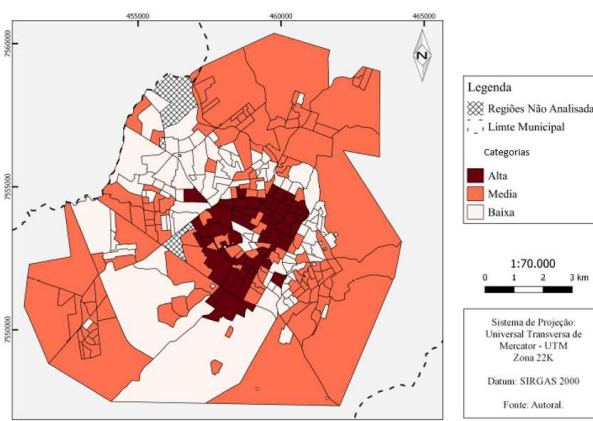 455000
460000
465000
7560000
7555000
7550000
N
Legenda
Regiões Não Analisada
Limte Municipal
Categorias
Alta
Media
Baixa
1:70.000
0 1 2 3 km
Sistema de Projeção:
Universal Transversa de
Mercator - UTM
Zona 22K
Datum: SIRGAS 2000
Fonte: Autoral.